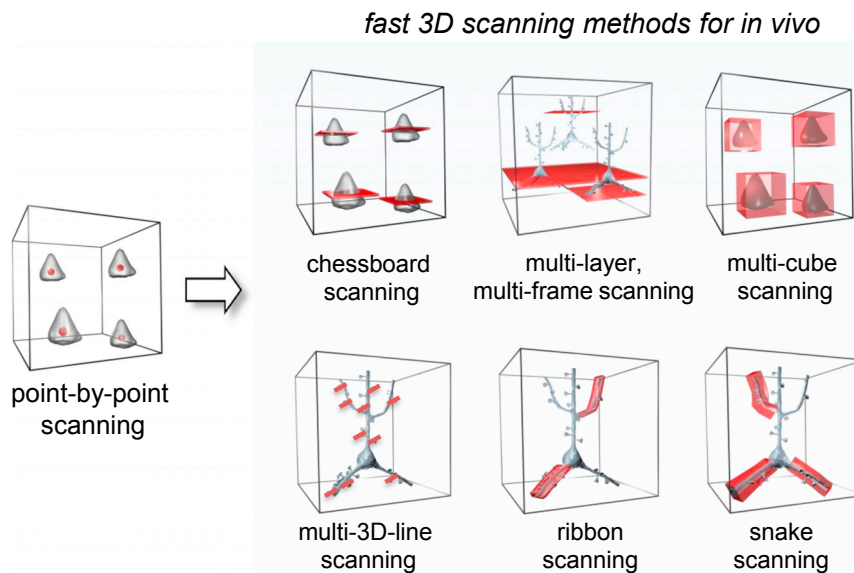 fast 3D scanning methods for in vivo
chessboard
scanning
multi-layer,
multi-frame scanning
multi-cube
scanning
point-by-point
scanning
multi-3D-line
scanning
ribbon
scanning
snake
scanning